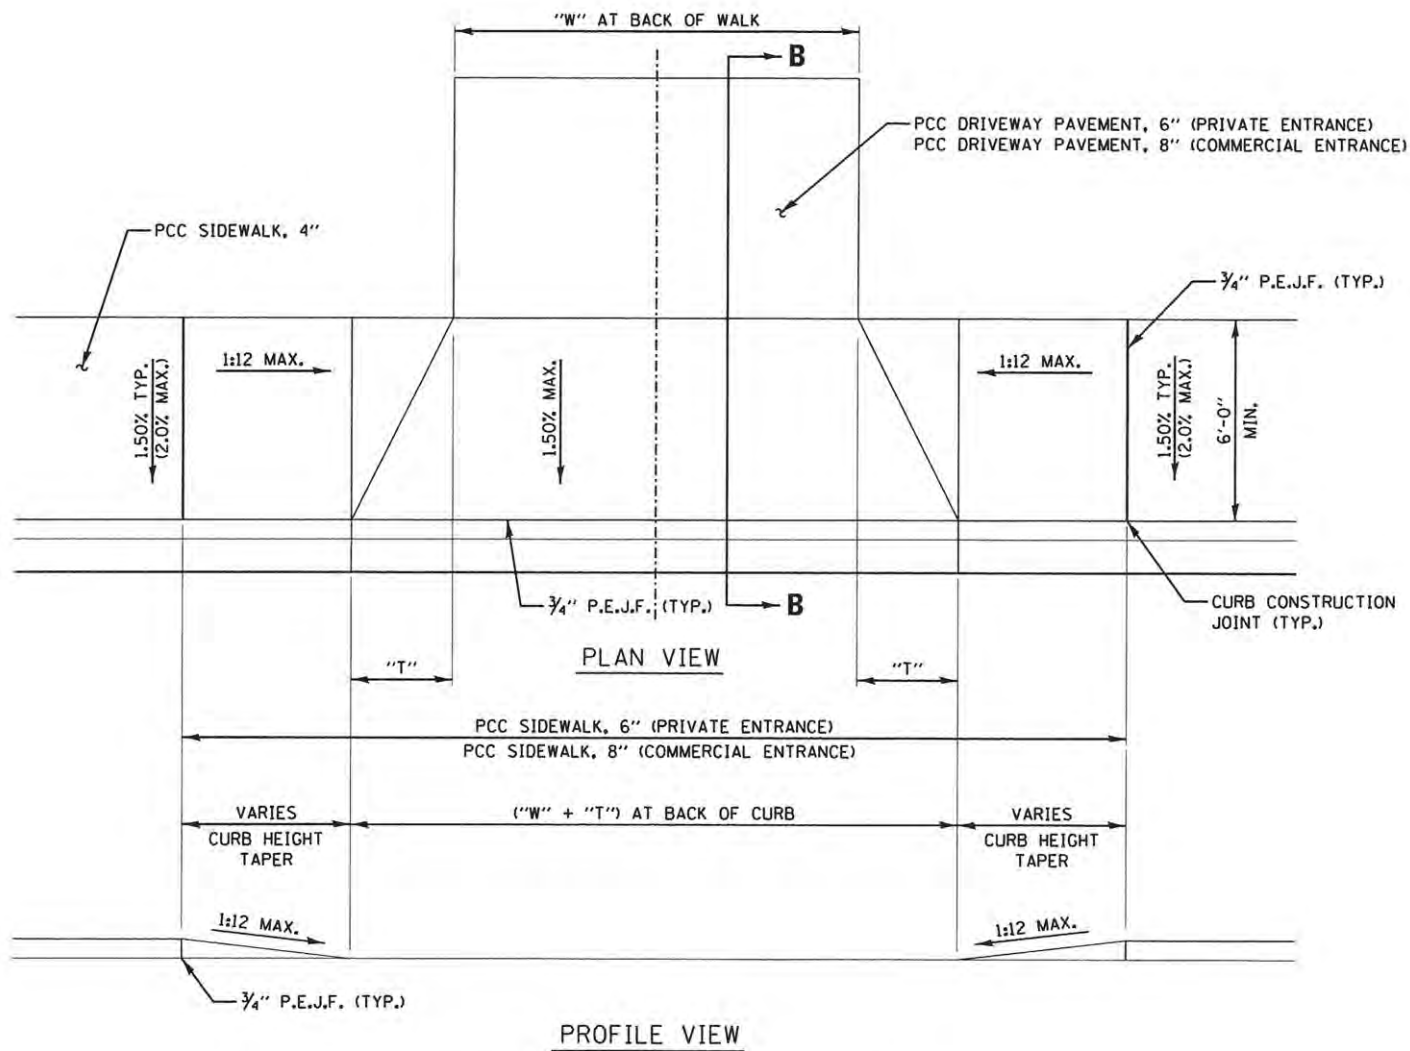 "W" AT BACK OF WALK
B
PCC DRIVEWAY PAVEMENT, 6" (PRIVATE ENTRANCE)
PCC DRIVEWAY PAVEMENT, 8" (COMMERCIAL ENTRANCE)
PCC SIDEWALK, 4"
3/4" P.E.J.F. (TYP.)
1:12 MAX.
1:12 MAX.
1.50% TYP.
(2.0% MAX.)
1.50% MAX.
1.50% TYP.
(2.0% MAX.)
6'-0"
MIN.
3/4" P.E.J.F. (TYP.)
B
CURB CONSTRUCTION
JOINT (TYP.)
PLAN VIEW
"T"
"T"
PCC SIDEWALK, 6" (PRIVATE ENTRANCE)
PCC SIDEWALK, 8" (COMMERCIAL ENTRANCE)
VARIES
CURB HEIGHT
TAPER
("W" + "T") AT BACK OF CURB
VARIES
CURB HEIGHT
TAPER
1:12 MAX.
1:12 MAX.
3/4" P.E.J.F. (TYP.)
PROFILE VIEW